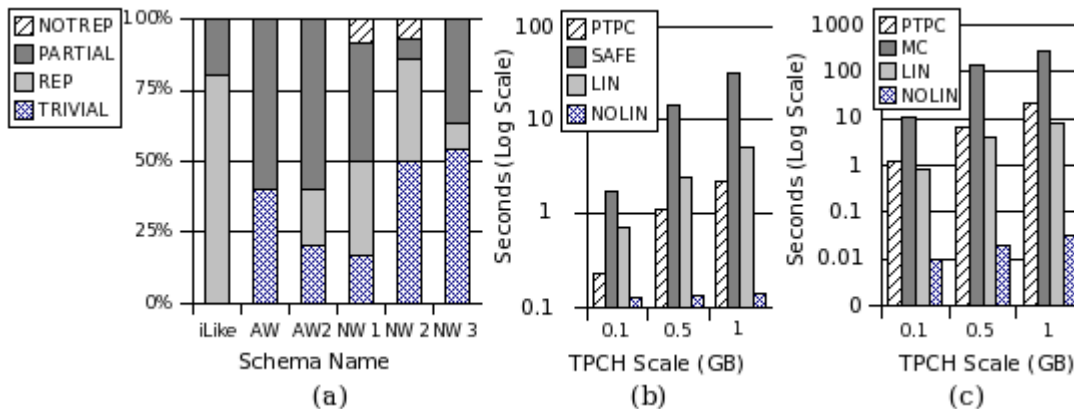 NOTREP
PARTIAL
REP
TRIVIAL
100%
75%
50%
25%
0%
iLike AW AW2 NW 1 NW 2 NW 3
Schema Name
(a)
Seconds (Log Scale)
100
10
1
0.1
PTPC
SAFE
LIN
NOLIN
0.1 0.5 1
TPCH Scale (GB)
(b)
Seconds (Log Scale)
1000
100
10
1
0.1
0.01
0
PTPC
MC
LIN
NOLIN
0.1 0.5 1
TPCH Scale (GB)
(c)